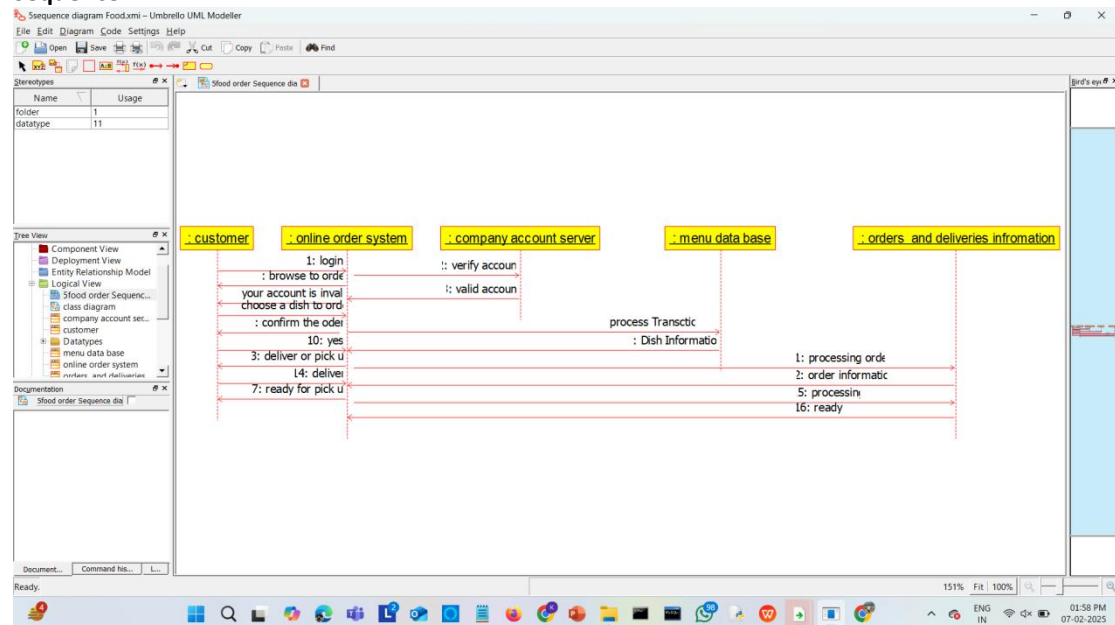 5sequence diagram Food.xmi – Umbrello UML Modeller
File Edit Diagram Code Settings Help
Open Save Cut Copy Paste Find
Stereotypes
5food order Sequence dia
Bird's eye
Name Usage
folder 1
datatype 11
Tree View
Component View
Deployment View
Entity Relationship Model
Logical View
5food order Sequenc...
class diagram
company account ser...
customer
Datatypes
menu data base
online order system
orders and deliveries
Documentation
5food order Sequence dia
: customer : online order system : company account server : menu data base : orders and deliveries infromation
1: login
: browse to orde
: verify accoun
your account is inval
: valid accoun
choose a dish to ord
: confirm the oder
process Transctic
10: yes
: Dish Informatio
3: deliver or pick u
1: processing orde
14: deliver
2: order informatic
7: ready for pick u
5: processin
16: ready
Document... Command his... L...
Ready.
151% Fit 100%
4
98
ENG
IN
01:58 PM
07-02-2025